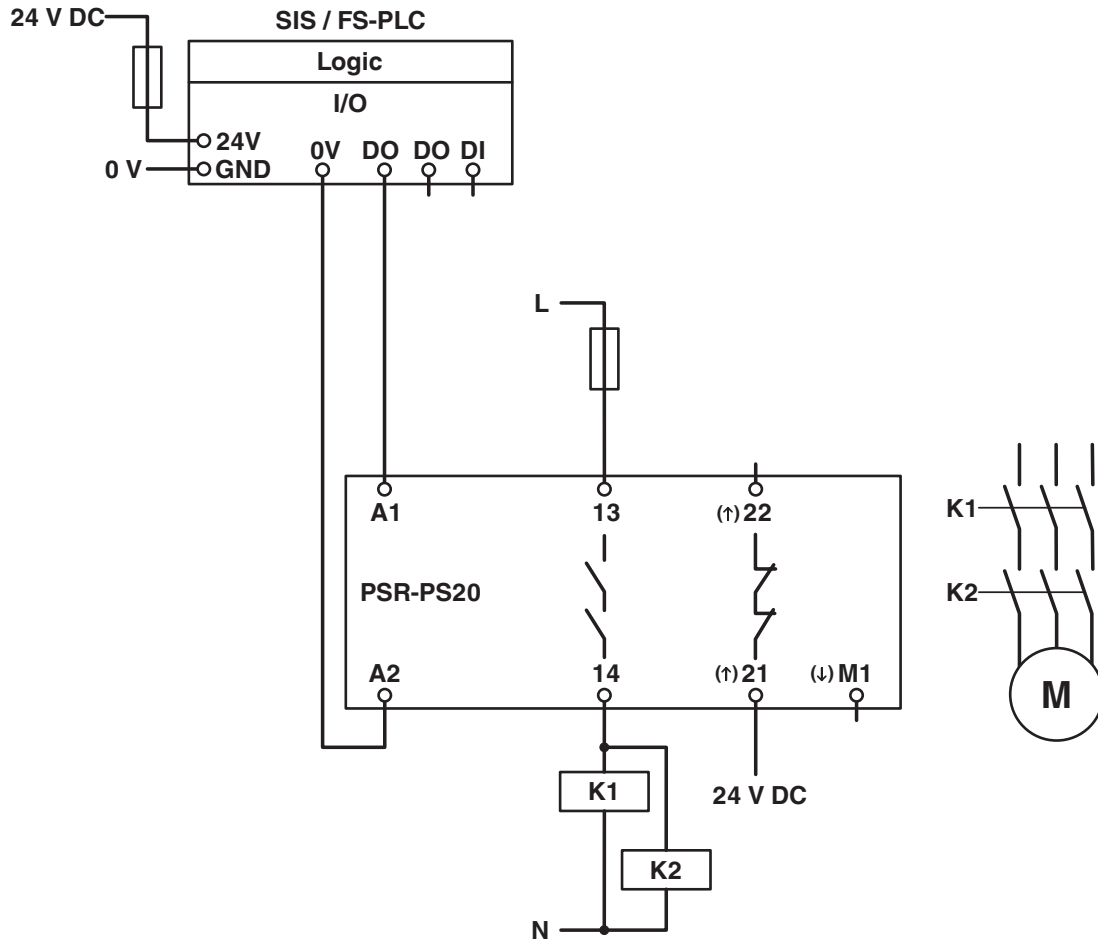 24 V DC
SIS / FS-PLC
Logic
I/O
24V
0V DO DO DI
0 V GND
L
A1 13 (↑) 22
K1
PSR-PS20
K2
A2 14 (↑) 21 (↓) M1
M
K1
24 V DC
K2
N